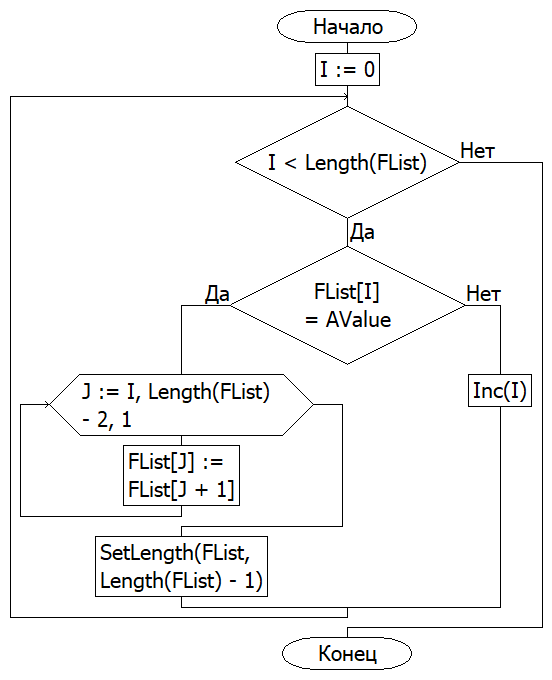 Начало
I := 0
I < Length(FList)
Нет
Да
FList[I]
= AValue
Да
Нет
J := I, Length(FList)
- 2, 1
Inc(I)
FList[J] :=
FList[J + 1]
SetLength(FList,
Length(FList) - 1)
Конец